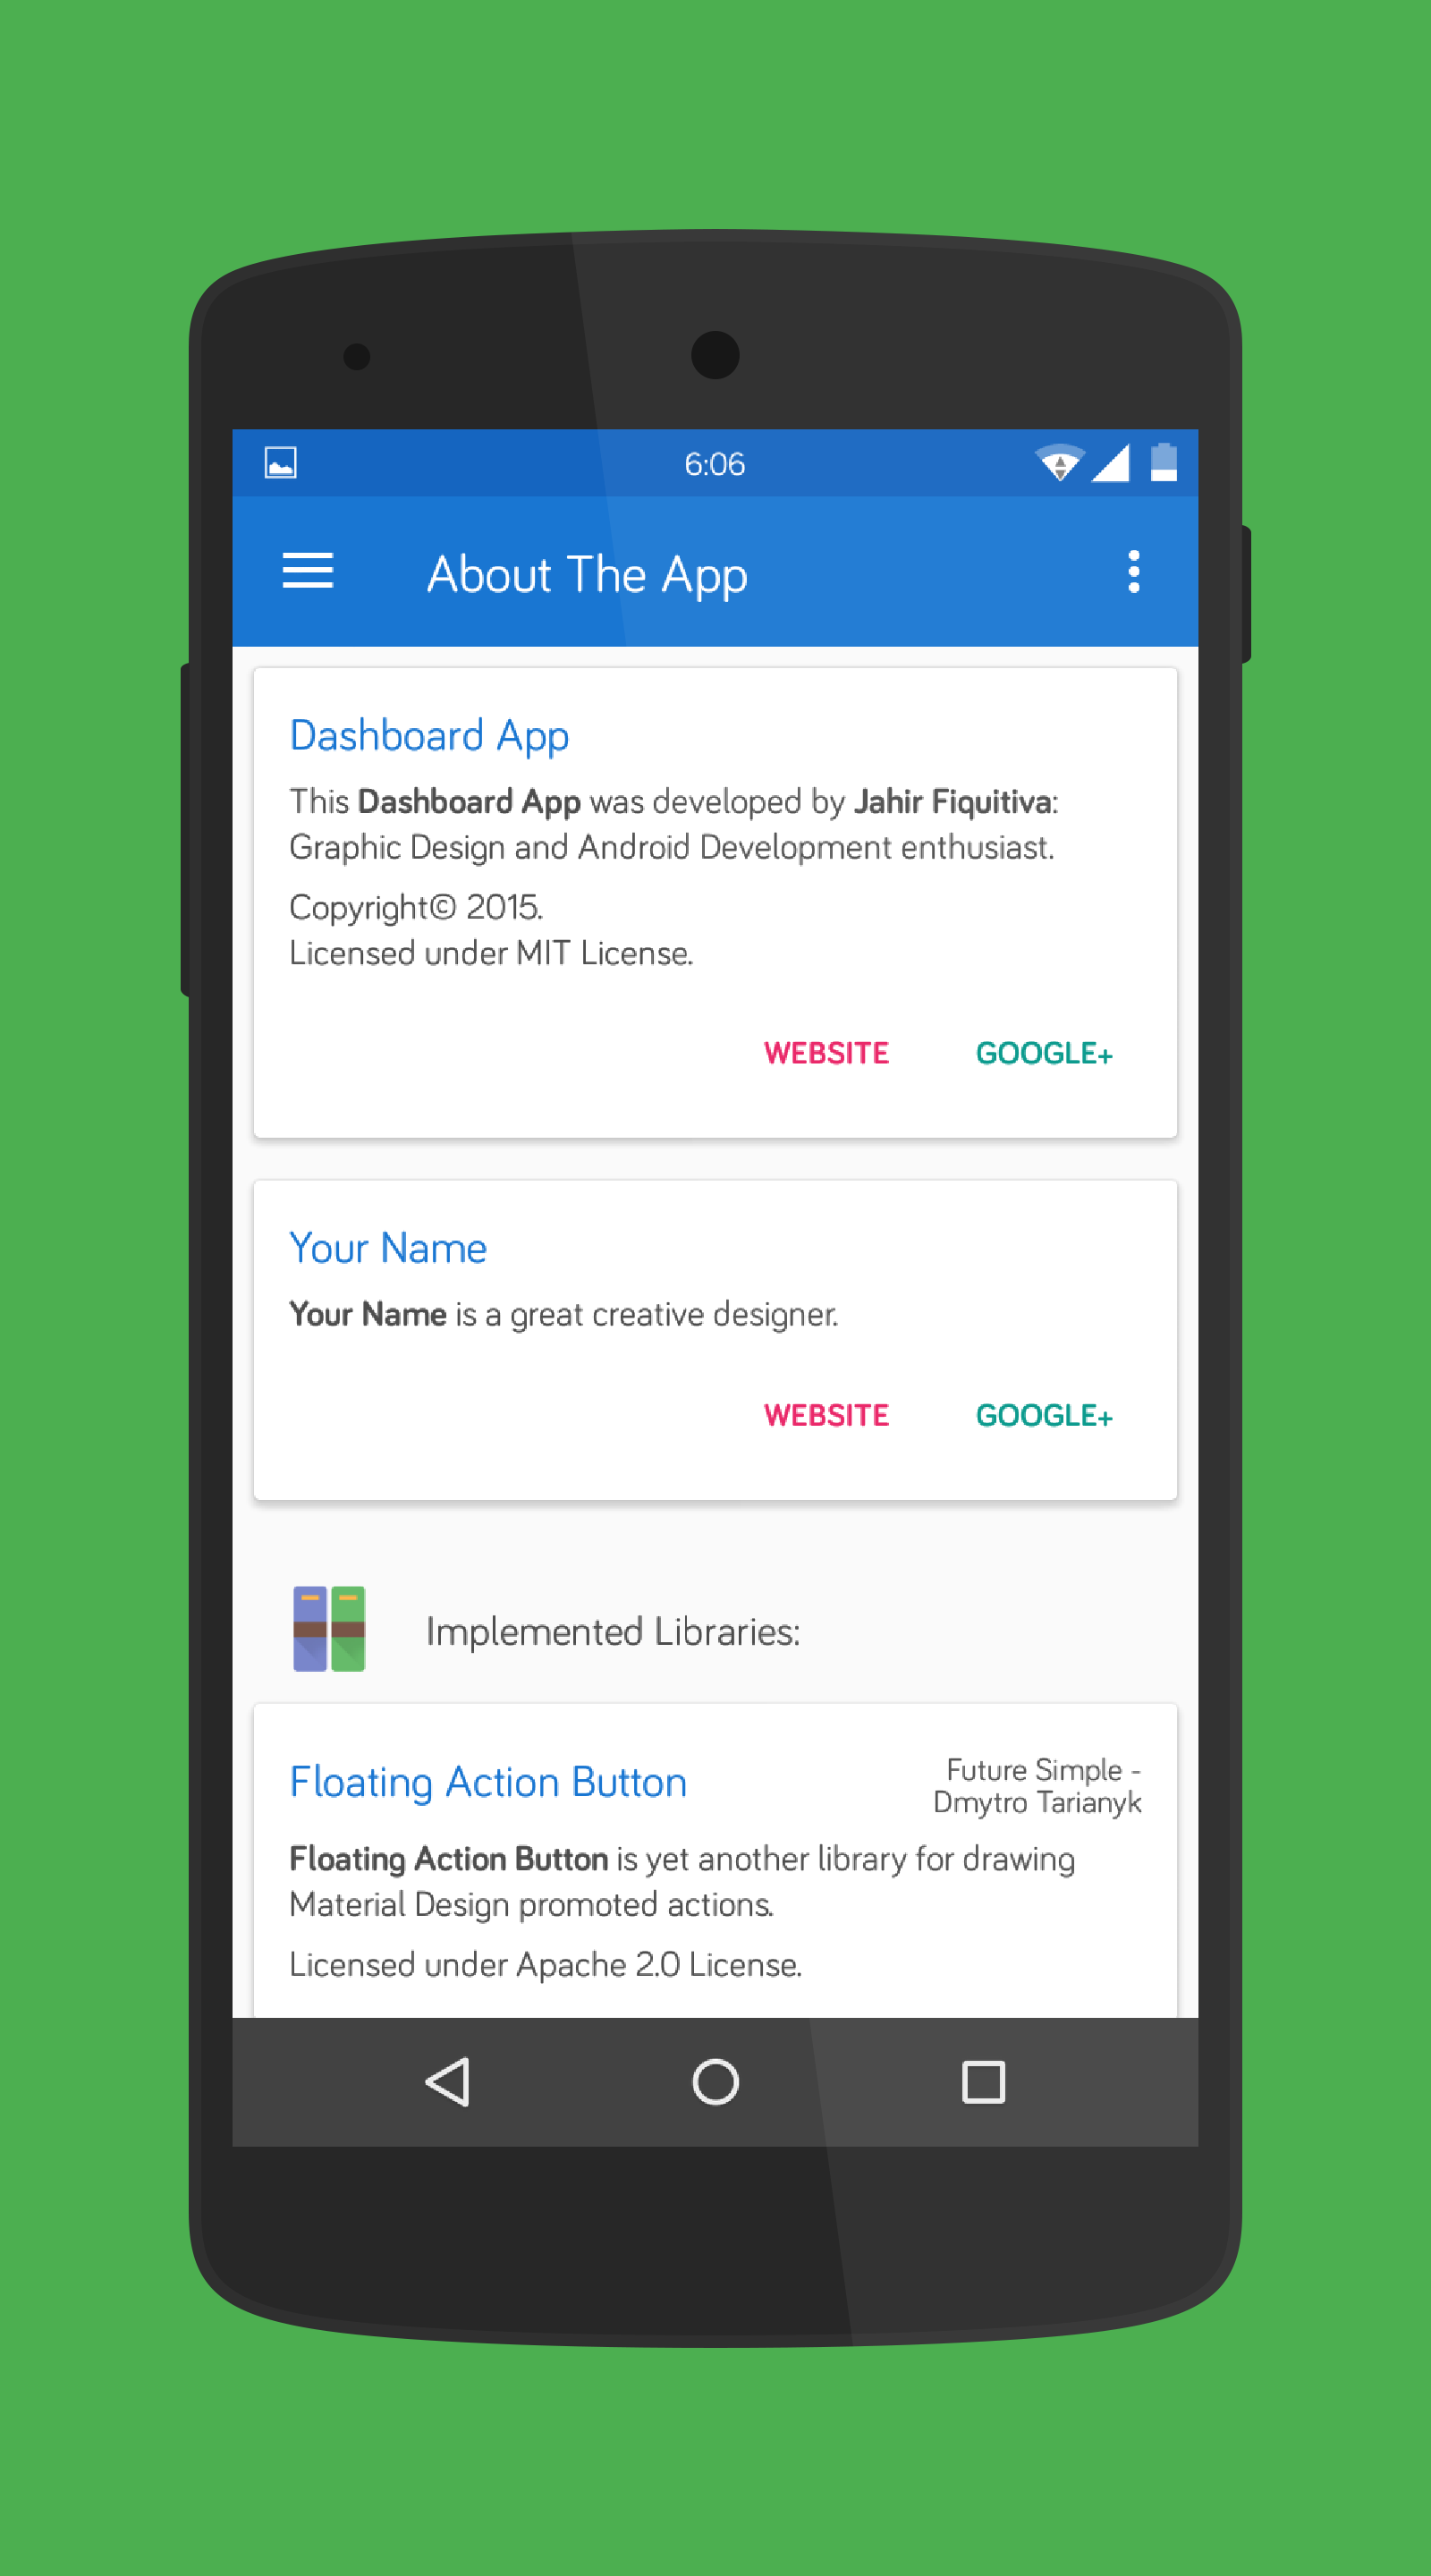 6:06
About The App
Dashboard App
This Dashboard App was developed by Jahir Fiquitiva:
Graphic Design and Android Development enthusiast.
Copyright© 2015.
Licensed under MIT License.
WEBSITE GOOGLE+
Your Name
Your Name is a great creative designer.
WEBSITE GOOGLE+
Implemented Libraries:
Floating Action Button
Future Simple -
Dmytro Tarianyk
Floating Action Button is yet another library for drawing
Material Design promoted actions.
Licensed under Apache 2.0 License.